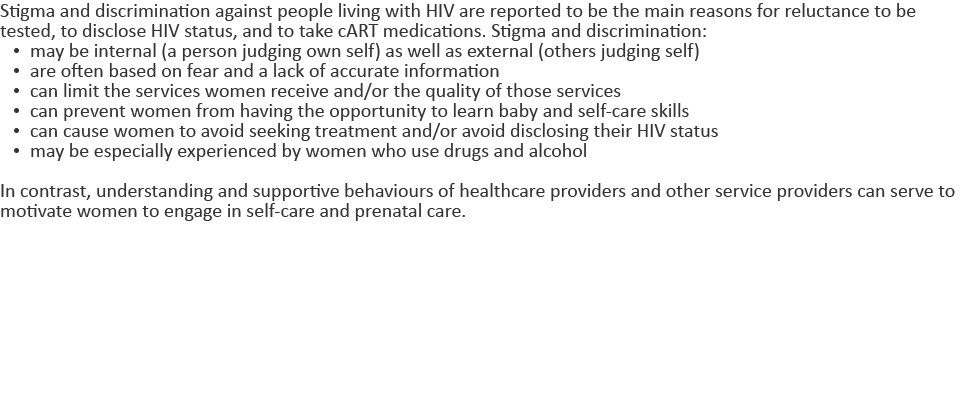 Stigma and discrimination against people living with HIV are reported to be the main reasons for reluctance to be
tested, to disclose HIV status, and to take cART medications. Stigma and discrimination:
• may be internal (a person judging own self) as well as external (others judging self)
• are often based on fear and a lack of accurate information
• can limit the services women receive and/or the quality of those services
• can prevent women from having the opportunity to learn baby and self-care skills
• can cause women to avoid seeking treatment and/or avoid disclosing their HIV status
• may be especially experienced by women who use drugs and alcohol
In contrast, understanding and supportive behaviours of healthcare providers and other service providers can serve to
motivate women to engage in self-care and prenatal care.